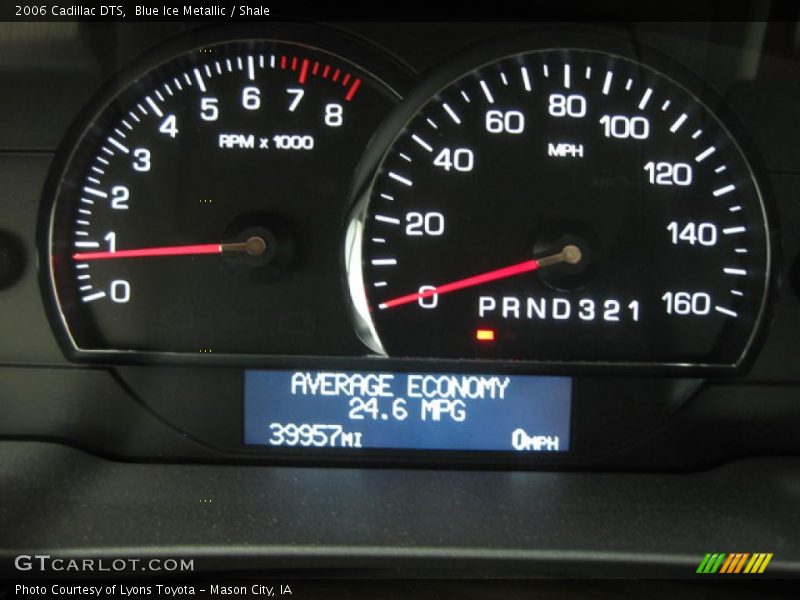 2006 Cadillac DTS,  Blue Ice Metallic / Shale
0 1 2 3 4 5 6 7 8
RPM x 1000
0 20 40 60 80 100 120 140 160
MPH
PRND321
AVERAGE ECONOMY
24.6 MPG
39957MI 0MPH
GTCARLOT.COM
Photo Courtesy of Lyons Toyota - Mason City, IA